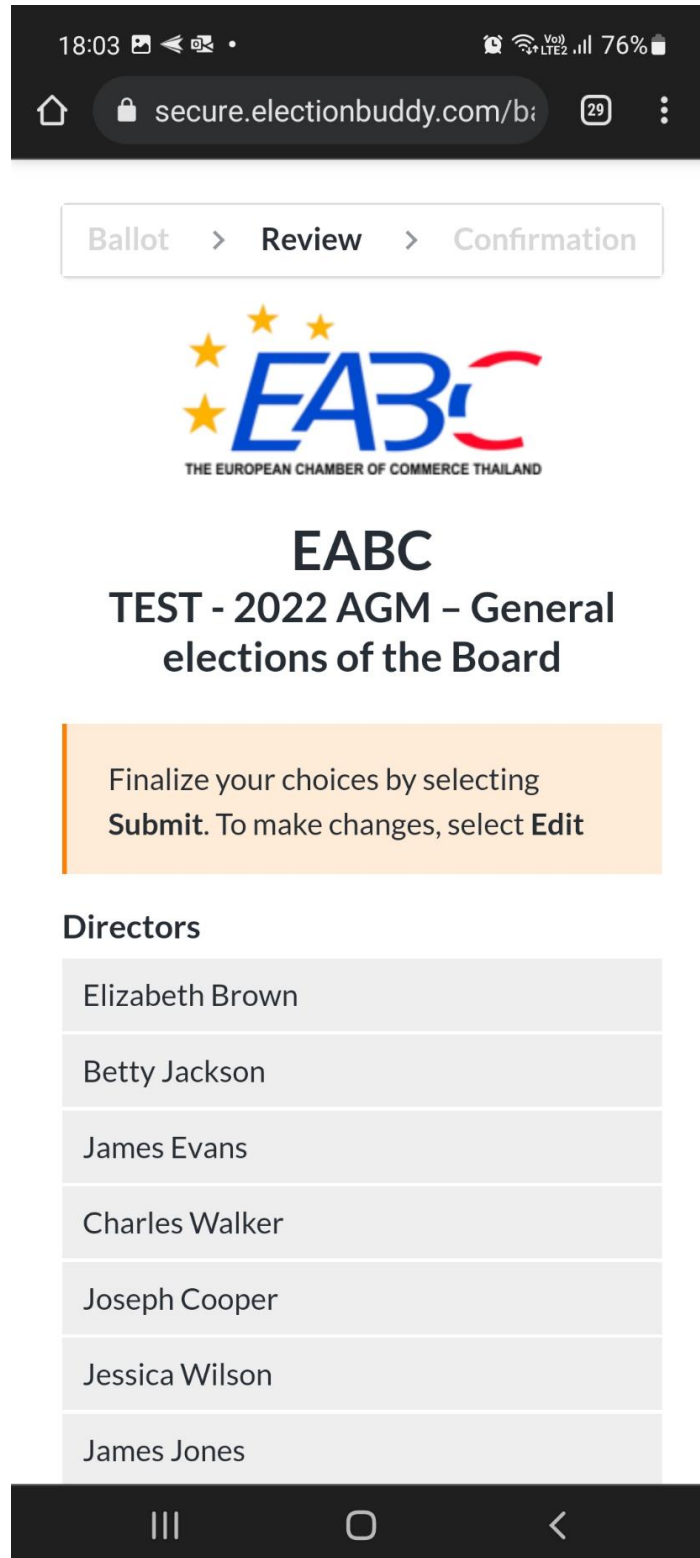 18:03 Vo)) LTE2 76%
secure.electionbuddy.com/ba 29
Ballot > Review > Confirmation
EABC
THE EUROPEAN CHAMBER OF COMMERCE THAILAND
EABC
TEST - 2022 AGM – General
elections of the Board
Finalize your choices by selecting
Submit. To make changes, select Edit
Directors
Elizabeth Brown
Betty Jackson
James Evans
Charles Walker
Joseph Cooper
Jessica Wilson
James Jones